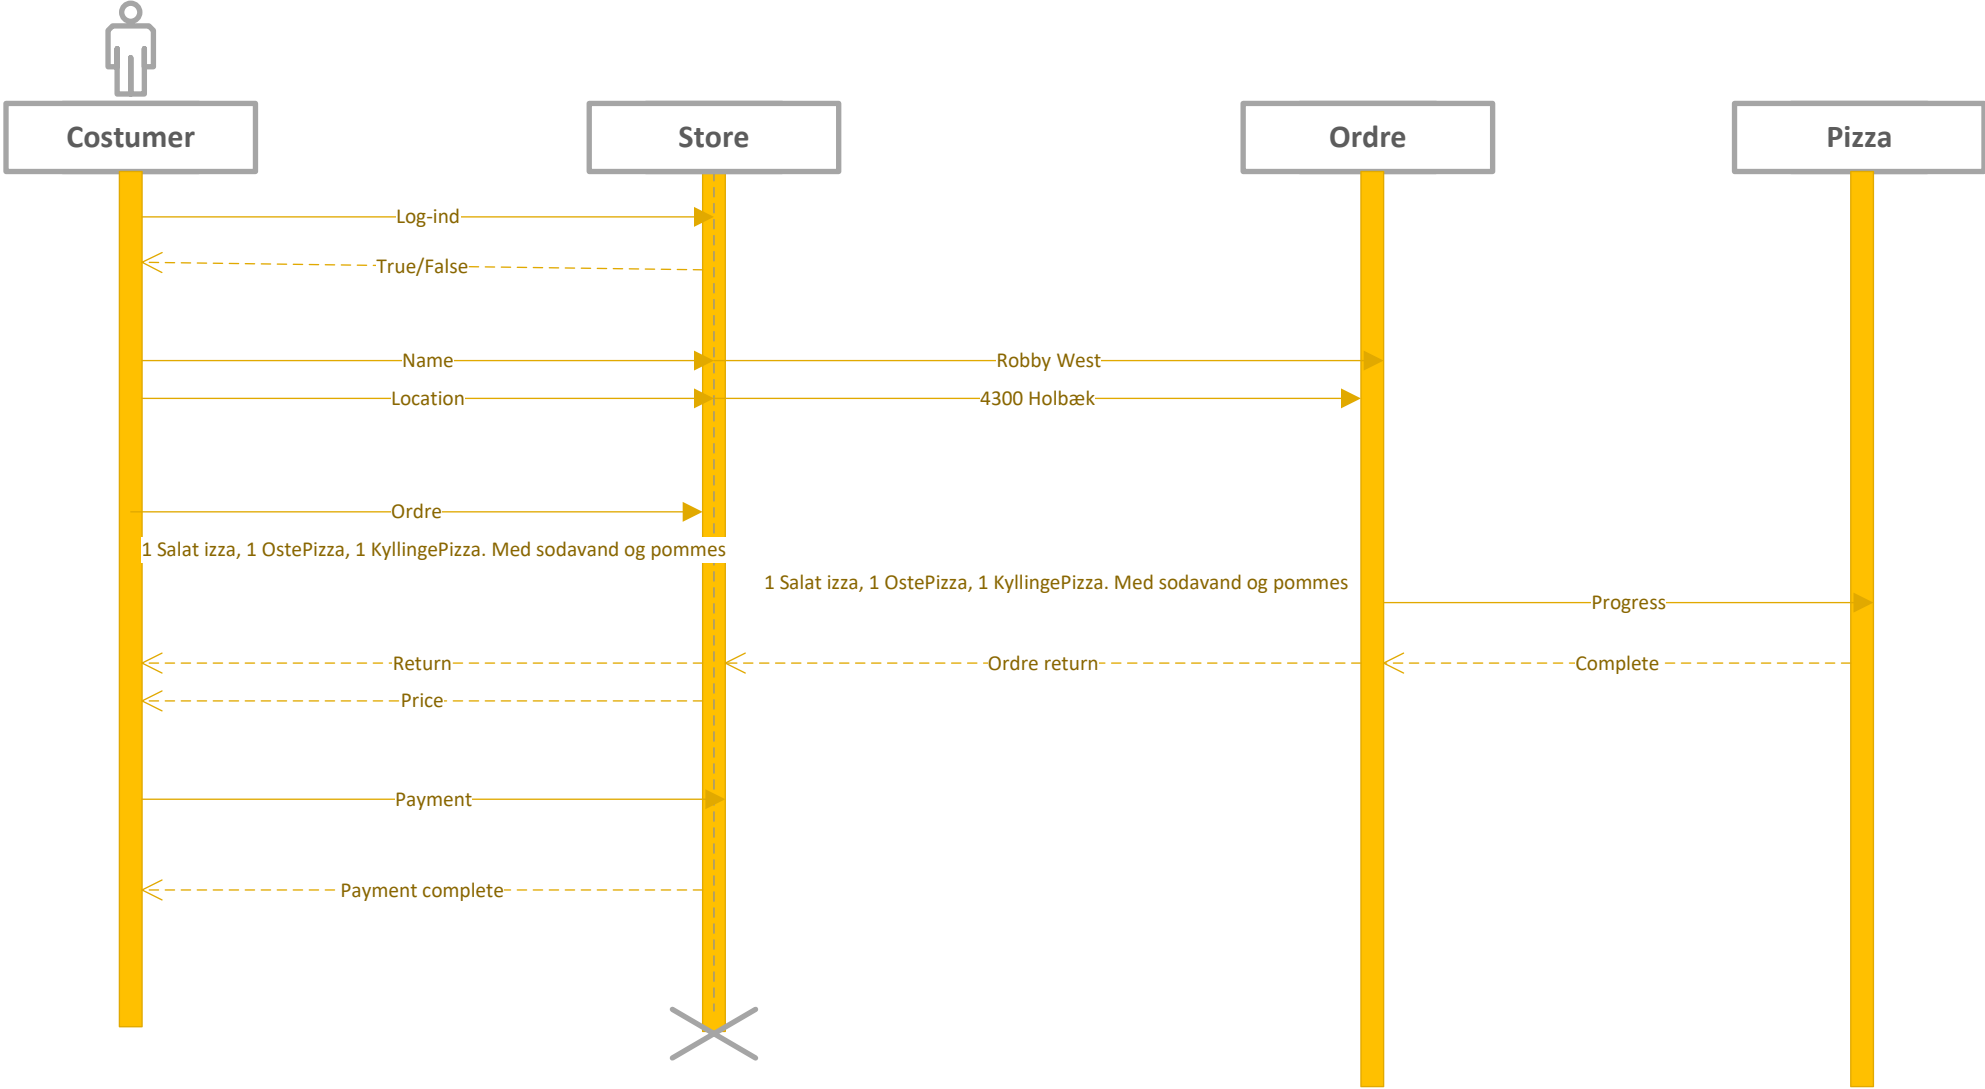 Costumer
Store
Ordre
Pizza
Log-ind
True/False
Name
Robby West
Location
4300 Holbæk
Ordre
1 Salat izza, 1 OstePizza, 1 KyllingePizza. Med sodavand og pommes
1 Salat izza, 1 OstePizza, 1 KyllingePizza. Med sodavand og pommes
Progress
Return
Ordre return
Complete
Price
Payment
Payment complete